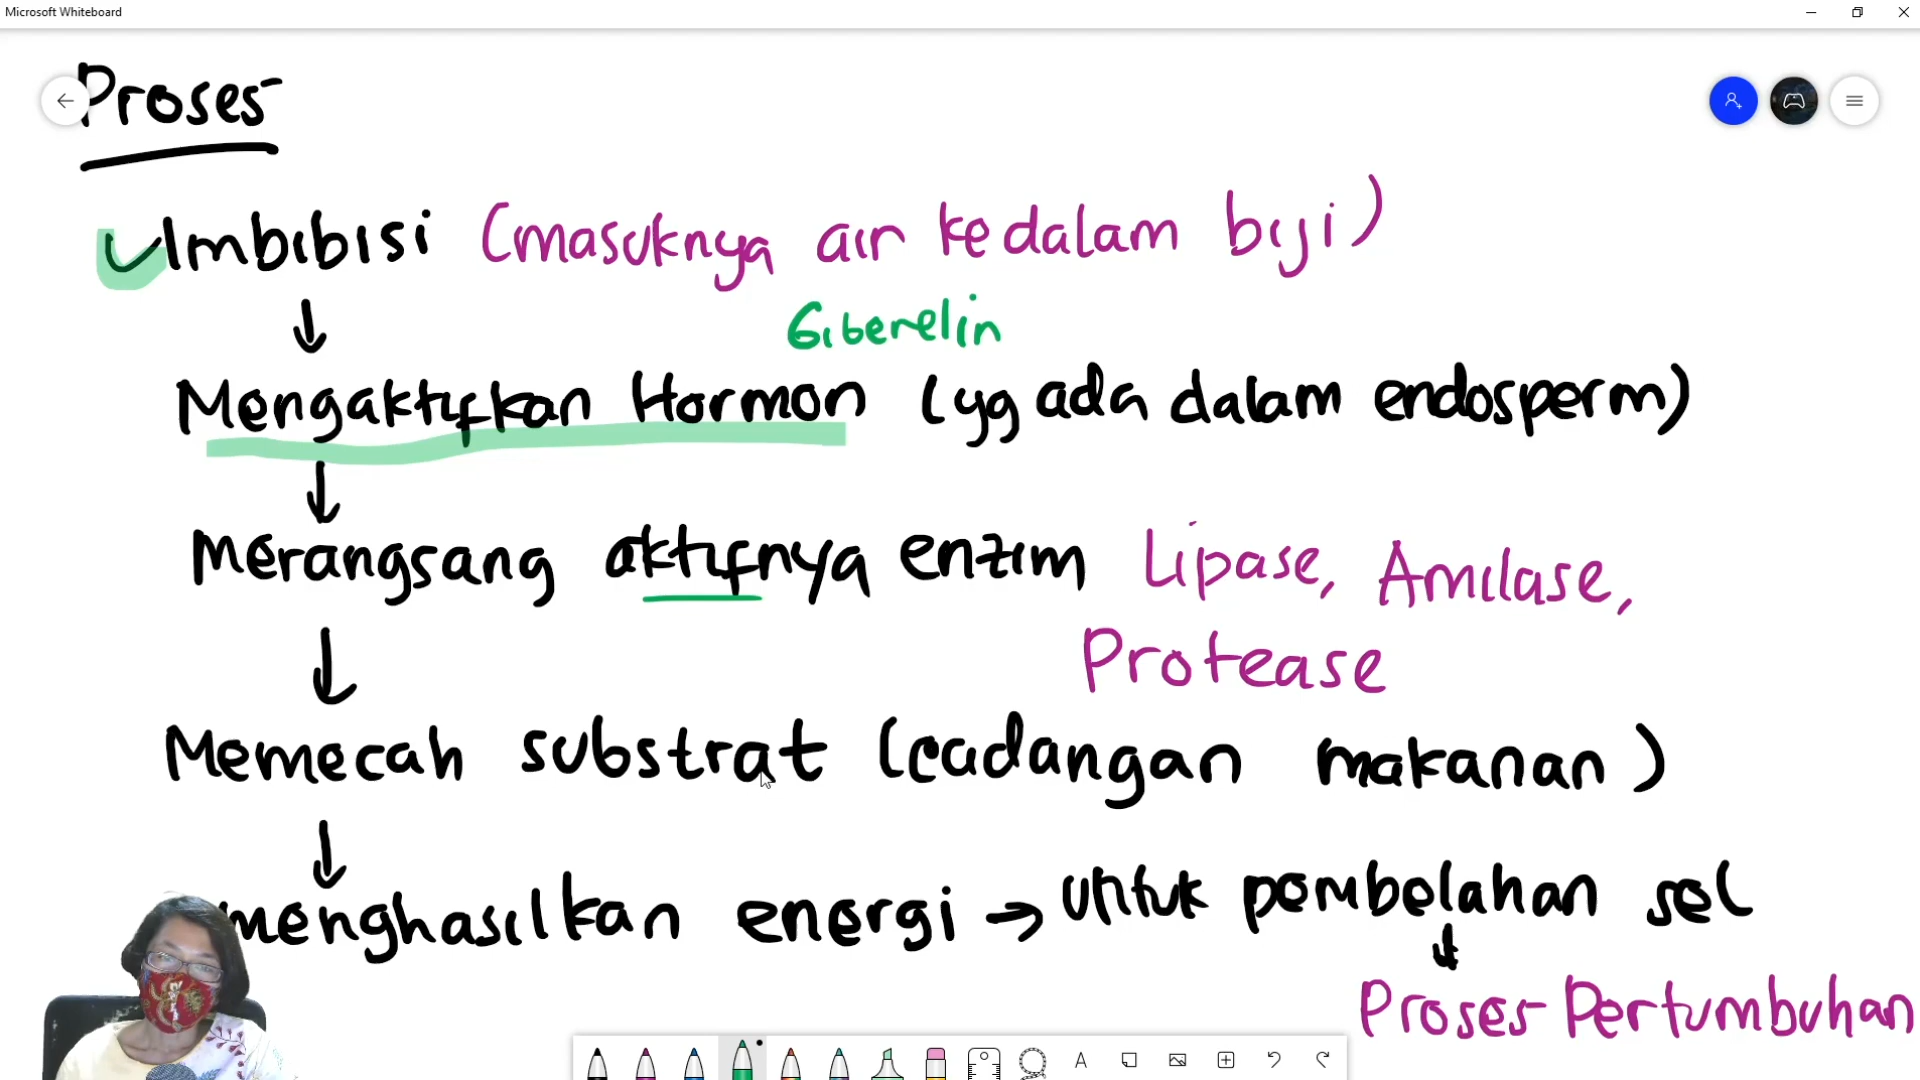 Microsoft Whiteboard
Proses
Imbibisi (masuknya air kedalam biji)
Giberelin
Mengaktifkan Hormon (yg ada dalam endosperm)
Merangsang aktifnya enzim Lipase, Amilase,
Protease
Memecah substrat (cadangan makanan)
menghasilkan energi → untuk pembelahan sel
Proses Pertumbuhan
A